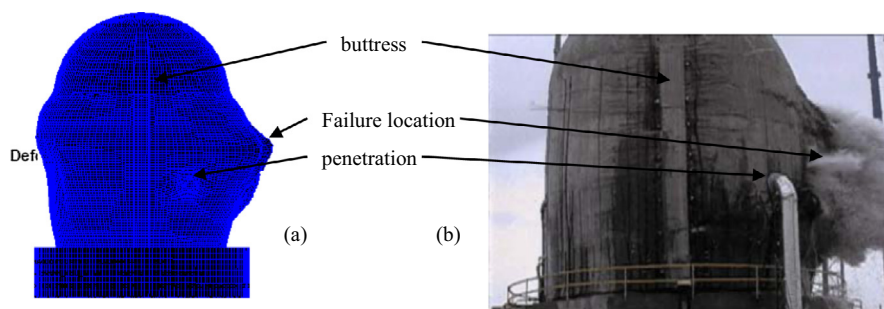 buttress
Failure location
penetration
Defo
(a)
(b)